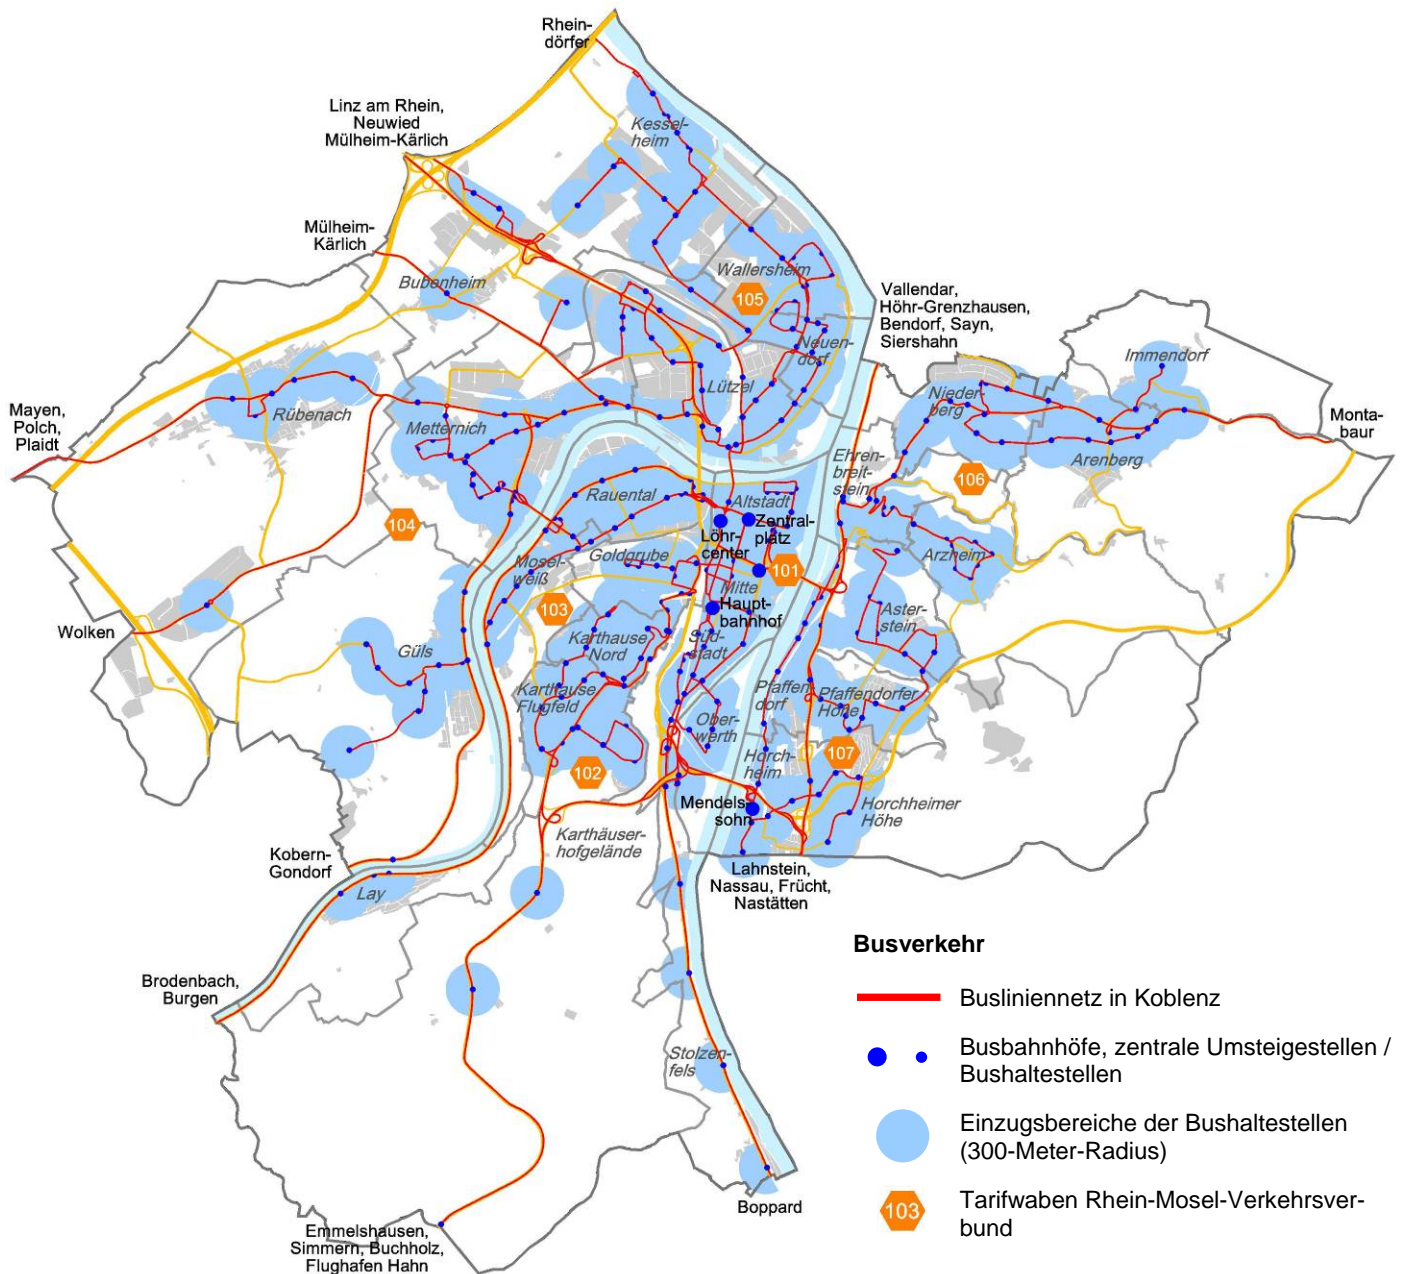 Rhein-
dörfer
Linz am Rhein,
Neuwied
Mülheim-Kärlich
Kessel-
heim
Mülheim-
Kärlich
Bubenheim
Wallersheim
105
Vallendar,
Höhr-Grenzhausen,
Bendorf, Sayn,
Siershahn
Neuen-
dorf
Immendorf
Lützel
Nieder-
berg
Mayen,
Polch,
Plaidt
Rübenach
Metternich
Monta-
baur
Ehren-
breit-
stein
Arenberg
106
Rauental
Altstadt
104
Löhr-
center
Zentral-
platz
Mosel-
weiß
Goldgrube
Arzheim
101
Mitte
103
Haupt-
bahnhof
Aster-
stein
Wolken
Güls
Karthause
Nord
Süd-
stadt
Karthause
Flugfeld
Pfaffen-
dorf
Pfaffendorfer
Höhe
Ober-
werth
107
102
Horch-
heim
Mendels-
sohn
Horchheimer
Höhe
Karthäuser-
hofgelände
Kobern-
Gondorf
Lay
Lahnstein,
Nassau, Frücht,
Nastätten
Brodenbach,
Burgen
Stolzen-
fels
Boppard
Emmelshausen,
Simmern, Buchholz,
Flughafen Hahn
Busverkehr
Busliniennetz in Koblenz
Busbahnhöfe, zentrale Umsteigestellen /
Bushaltestellen
Einzugsbereiche der Bushaltestellen
(300-Meter-Radius)
103
Tarifwaben Rhein-Mosel-Verkehrsver-
bund